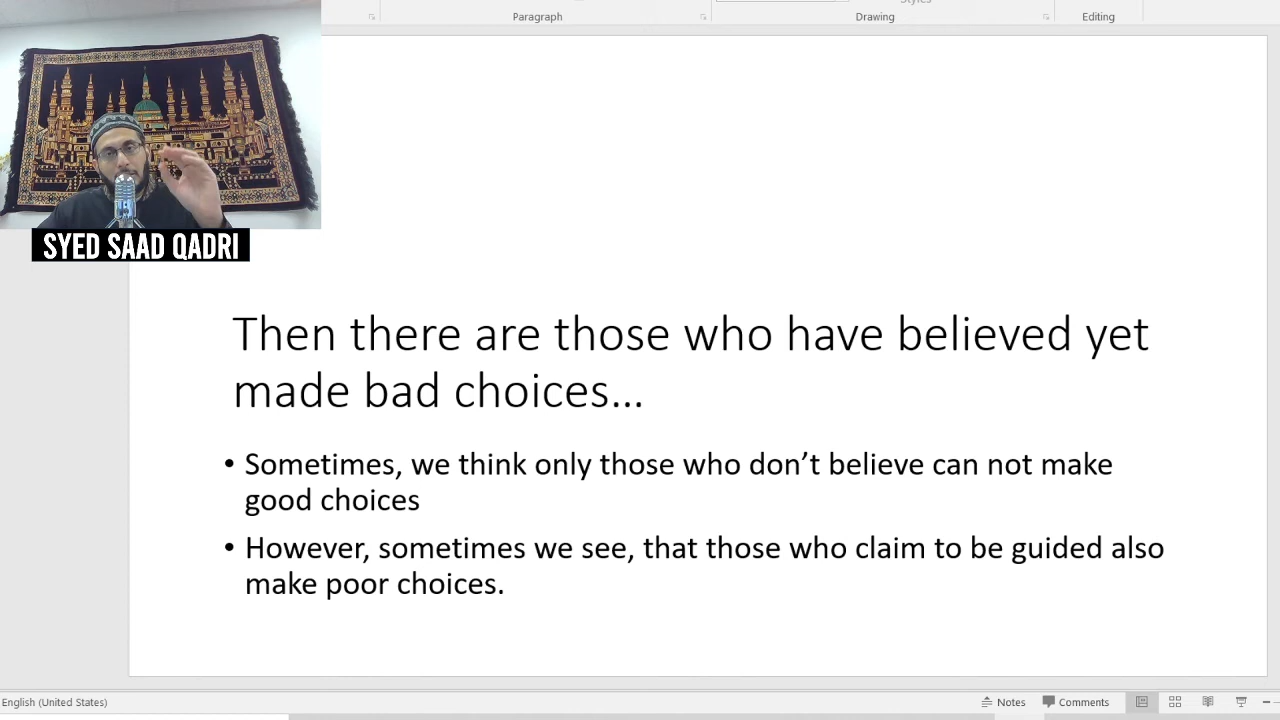 Styles
Paragraph
Drawing
Editing
SYED SAAD QADRI
Then there are those who have believed yet
made bad choices…
• Sometimes, we think only those who don’t believe can not make
good choices
• However, sometimes we see, that those who claim to be guided also
make poor choices.
English (United States)
Notes
Comments